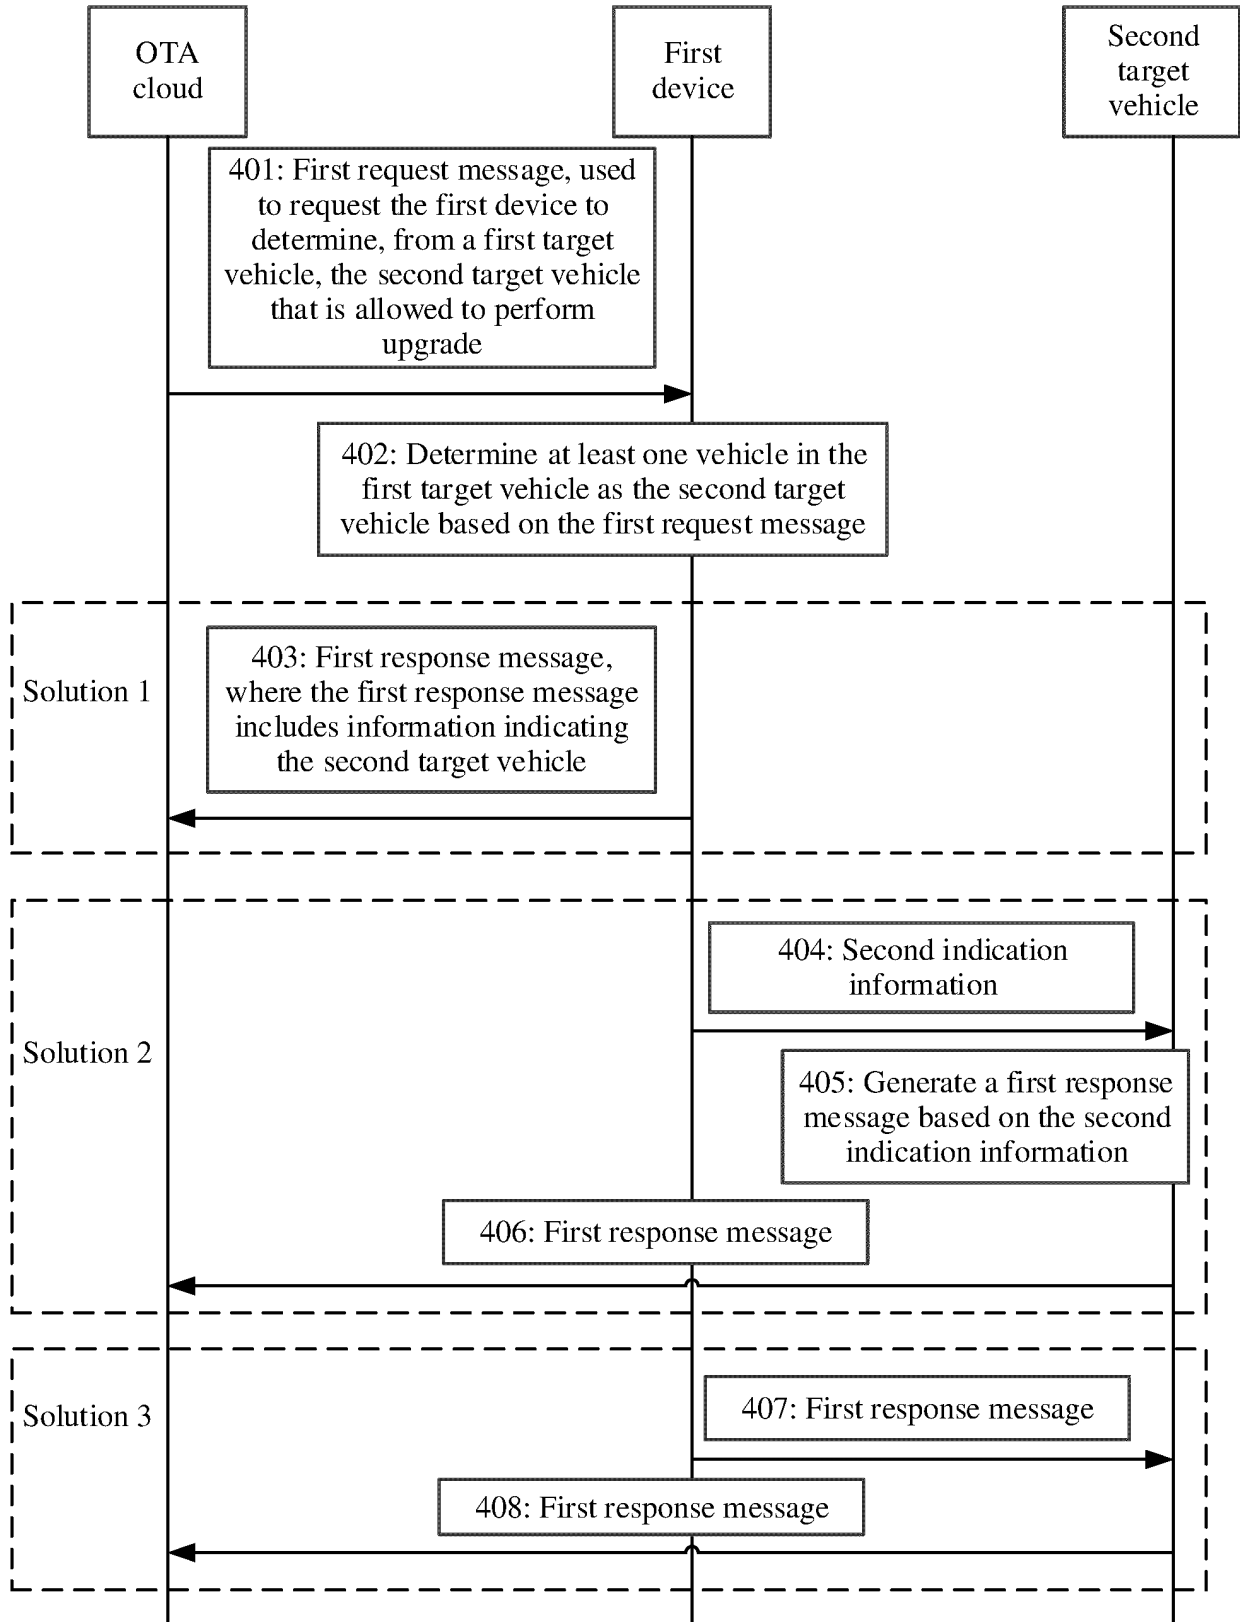 OTA
cloud
First
device
Second
target
vehicle
401: First request message, used
to request the first device to
determine, from a first target
vehicle, the second target vehicle
that is allowed to perform
upgrade
402: Determine at least one vehicle in the
first target vehicle as the second target
vehicle based on the first request message
Solution 1
403: First response message,
where the first response message
includes information indicating
the second target vehicle
Solution 2
404: Second indication
information
405: Generate a first response
message based on the second
indication information
406: First response message
Solution 3
407: First response message
408: First response message